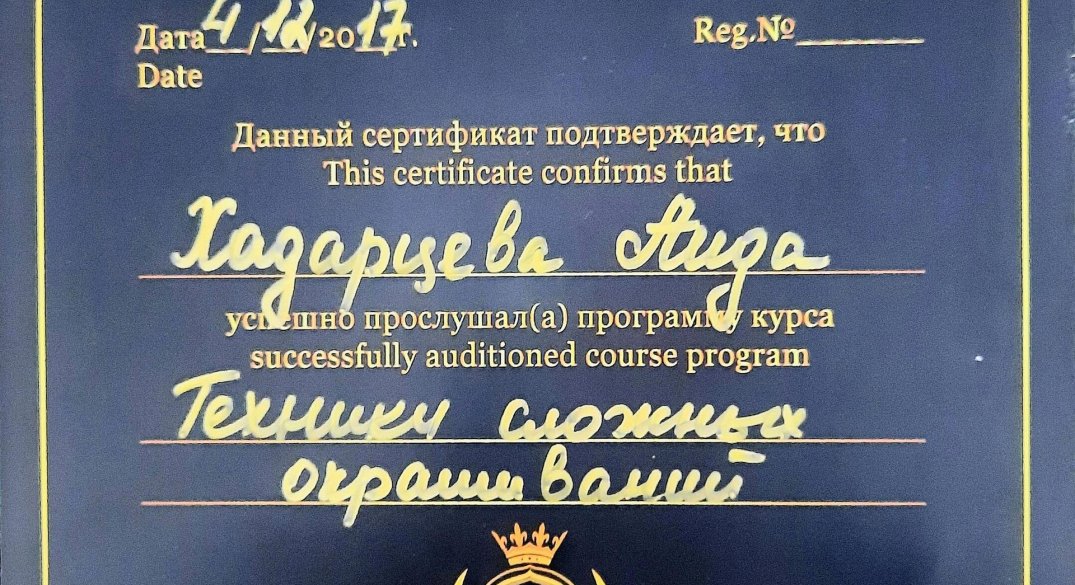 Дата 4/12/2017г. Reg.№
Date
Данный сертификат подтверждает, что
This certificate confirms that
Хадарцева Аида
успешно прослушал(а) программу курса
successfully auditioned course program
Техники сложных
окрашиваний